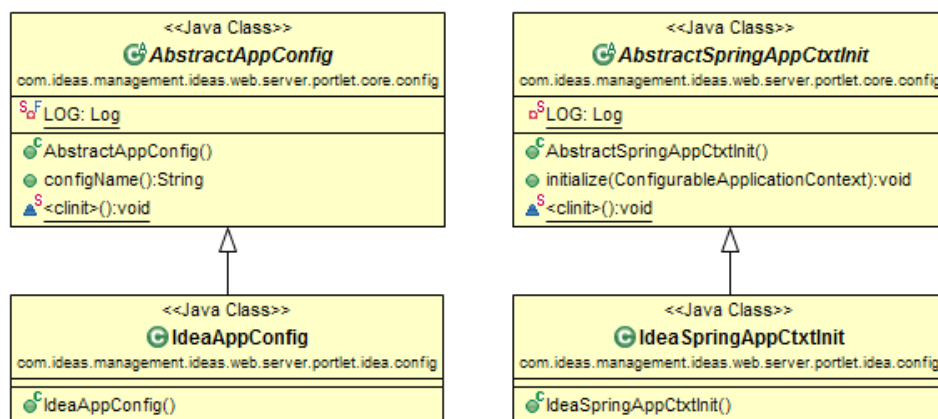 <<Java Class>>
AbstractAppConfig
com.ideas.management.ideas.web.server.portlet.core.config
LOG: Log
AbstractAppConfig()
configName():String
<clinit>():void
<<Java Class>>
AbstractSpringAppCtxtInit
com.ideas.management.ideas.web.server.portlet.core.config
LOG: Log
AbstractSpringAppCtxtInit()
initialize(ConfigurableApplicationContext):void
<clinit>():void
<<Java Class>>
IdeaAppConfig
com.ideas.management.ideas.web.server.portlet.idea.config
IdeaAppConfig()
<<Java Class>>
IdeaSpringAppCtxtInit
com.ideas.management.ideas.web.server.portlet.idea.config
IdeaSpringAppCtxtInit()